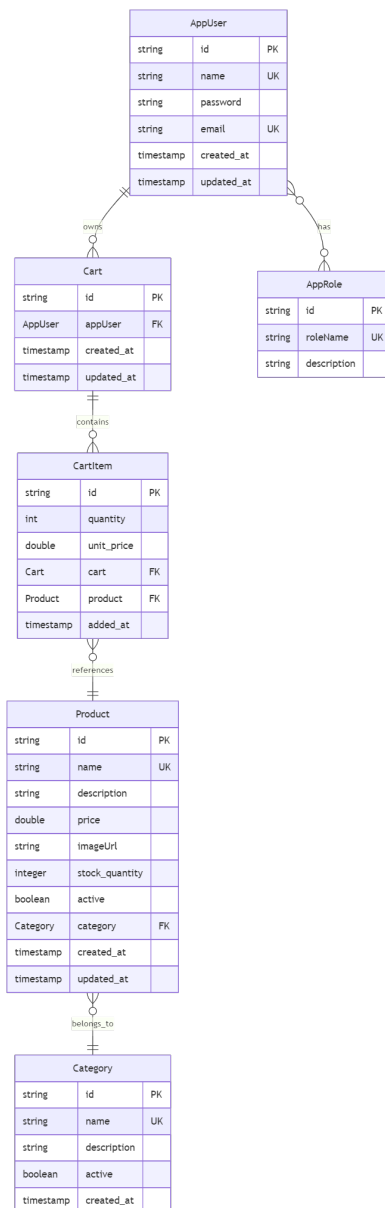 AppUser
string id PK
string name UK
string password
string email UK
timestamp created_at
timestamp updated_at
owns
has
Cart
string id PK
AppUser appUser FK
timestamp created_at
timestamp updated_at
AppRole
string id PK
string roleName UK
string description
contains
CartItem
string id PK
int quantity
double unit_price
Cart cart FK
Product product FK
timestamp added_at
references
Product
string id PK
string name UK
string description
double price
string imageUrl
integer stock_quantity
boolean active
Category category FK
timestamp created_at
timestamp updated_at
belongs_to
Category
string id PK
string name UK
string description
boolean active
timestamp created_at